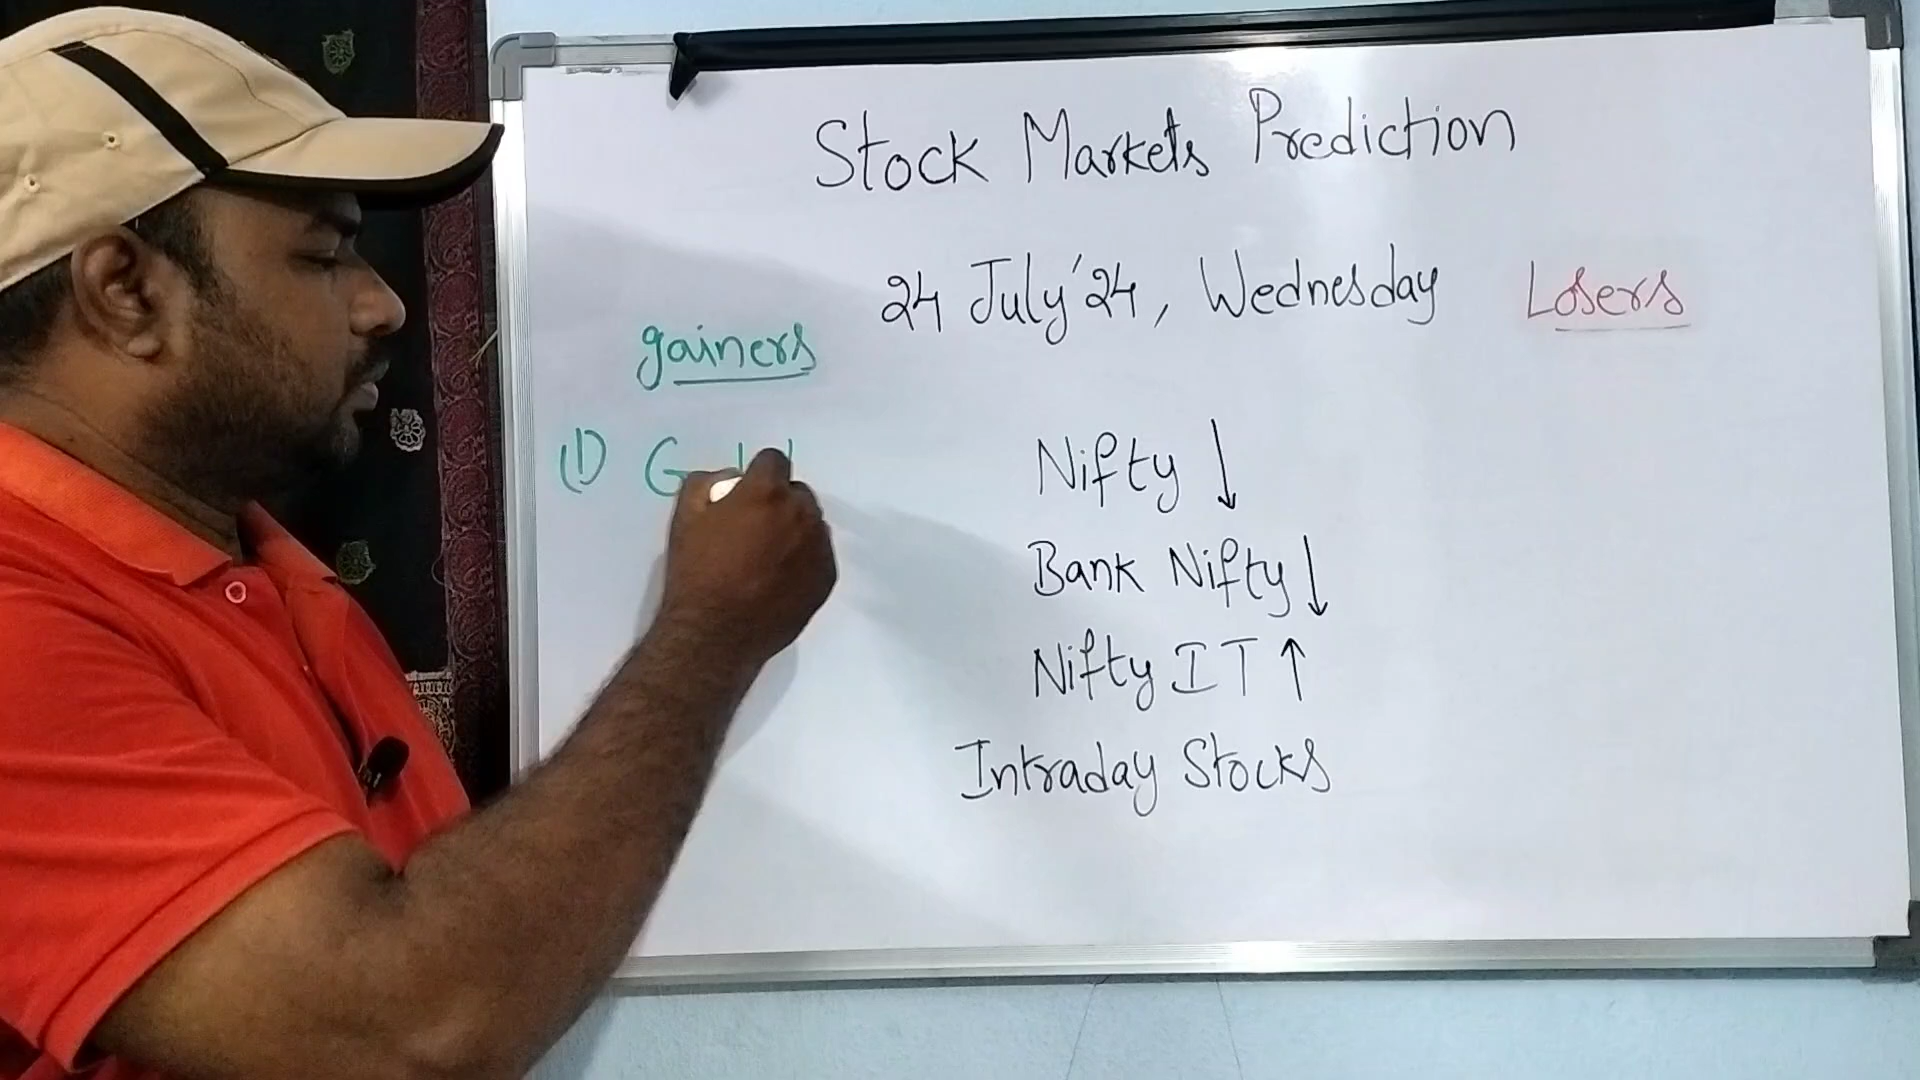 Stock Markets Prediction
24 July'24, Wednesday
Losers
gainers
(1)
Nifty ↓
Bank Nifty ↓
Nifty IT ↑
Intraday Stocks